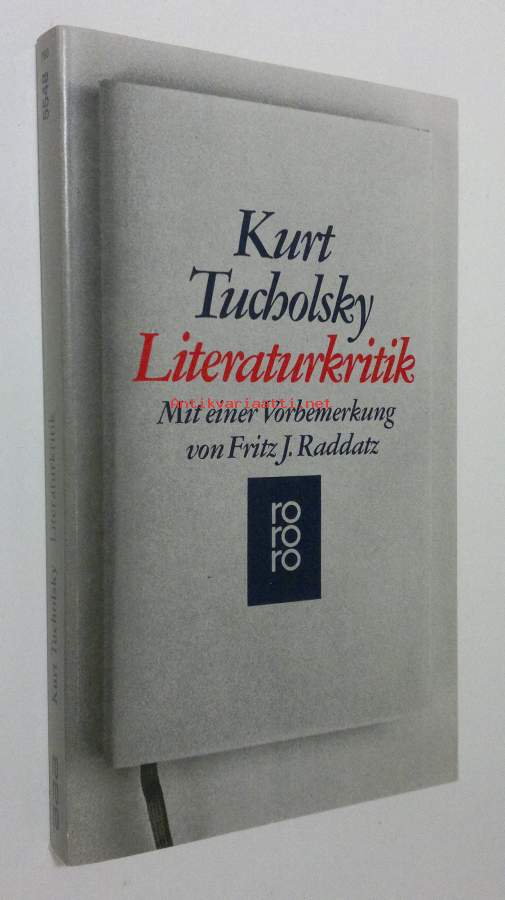 Kurt
Tucholsky
Literaturkritik
Antikvariaatti.net
Mit einer Vorbemerkung
von Fritz J. Raddatz
ro
ro
ro
Kurt Tucholsky Literaturkritik
5548